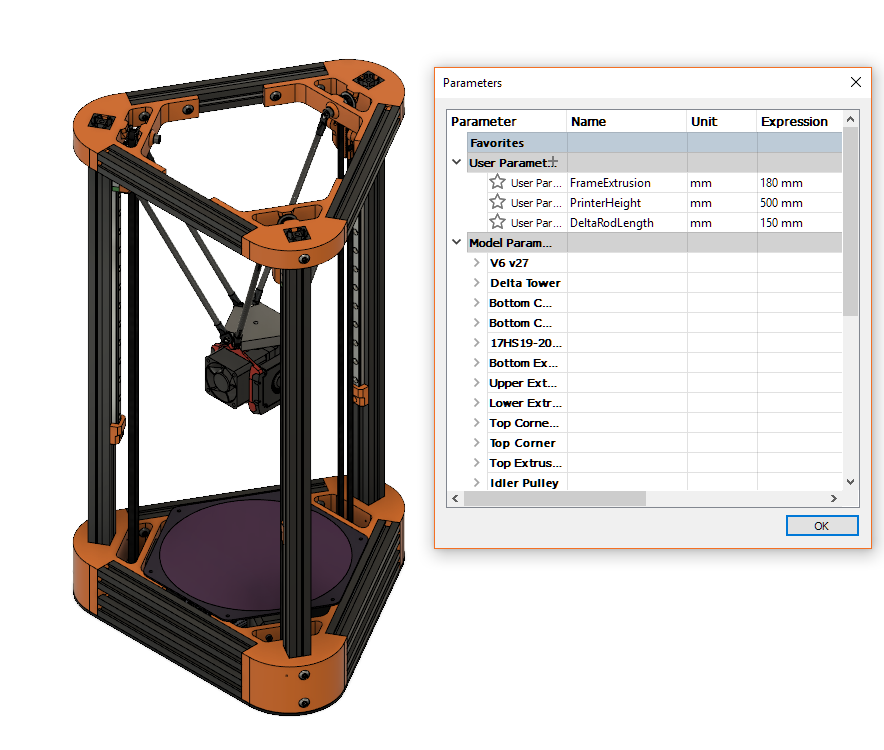 Parameters
Parameter Name Unit Expression
Favorites
User Paramet...
User Par... FrameExtrusion mm 180 mm
User Par... PrinterHeight mm 500 mm
User Par... DeltaRodLength mm 150 mm
Model Param...
V6 v27
Delta Tower
Bottom C...
Bottom C...
17HS19-20...
Bottom Ex...
Upper Ext...
Lower Extr...
Top Corne...
Top Corner
Top Extrus...
Idler Pulley
OK